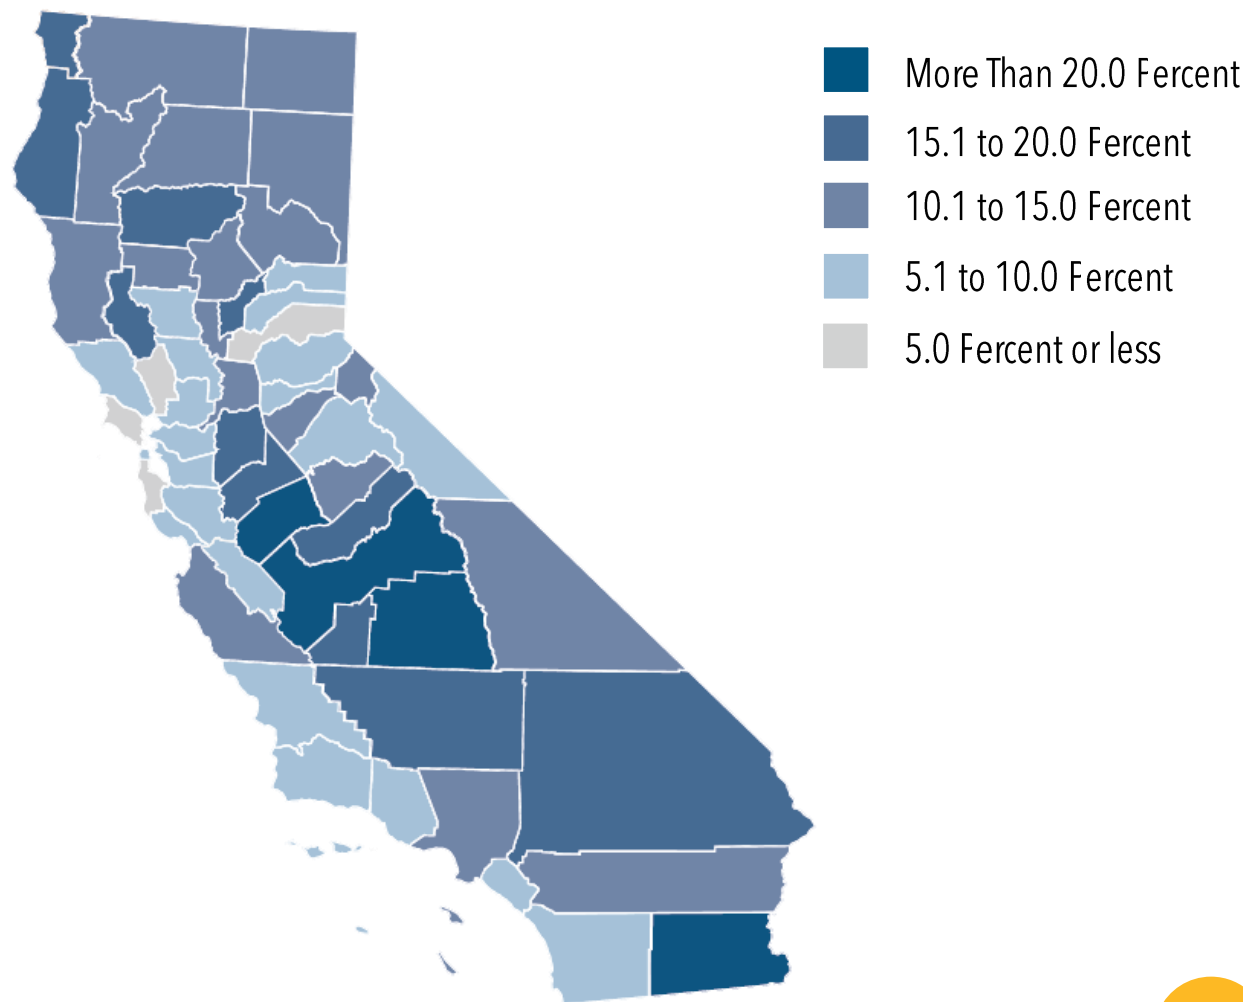 More Than 20.0 Fercent
15.1 to 20.0 Fercent
10.1 to 15.0 Fercent
5.1 to 10.0 Fercent
5.0 Fercent or less